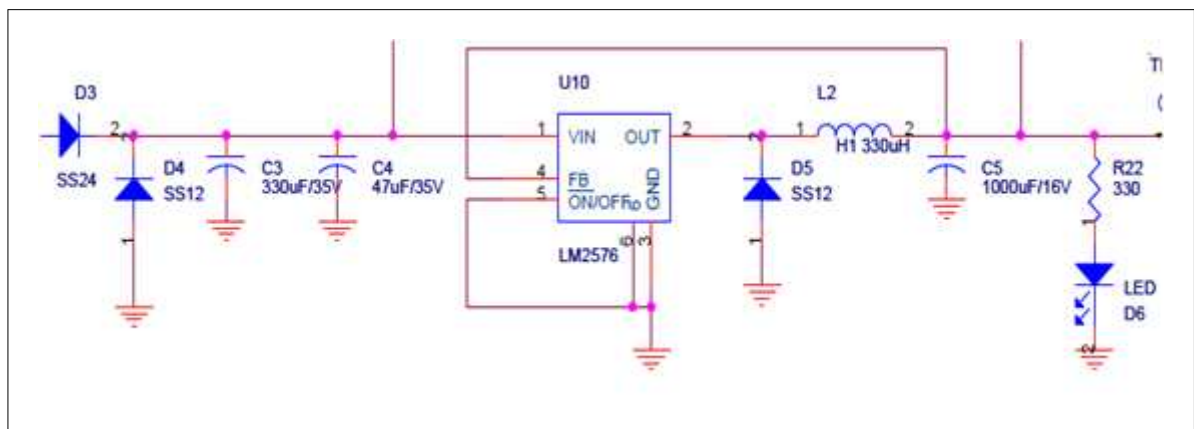 D3
SS24
2
2
D4
SS12
1
C3
330uF/35V
C4
47uF/35V
U10
1
VIN
OUT
2
4
FB
5
ON/OFF
GND
6
3
LM2576
2
D5
SS12
1
L2
1
2
H1 330uH
C5
1000uF/16V
R22
330
1
LED
D6
2